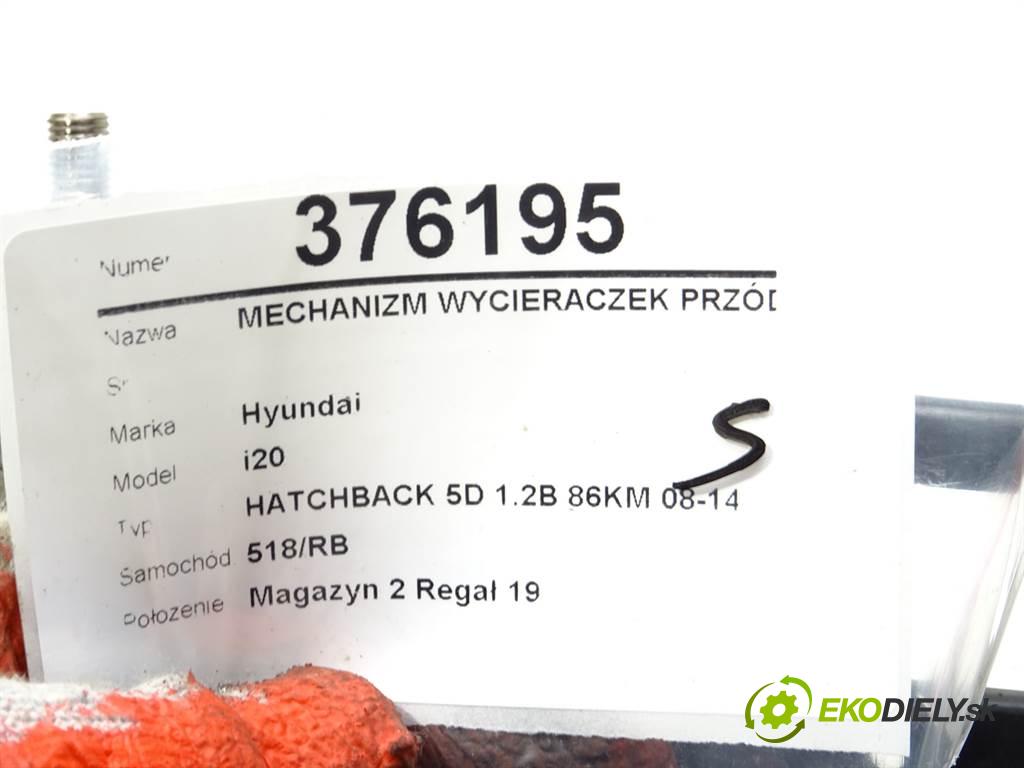 Numer 376195
Nazwa MECHANIZM WYCIERACZEK PRZÓD
Marka Hyundai
Model i20
Typ HATCHBACK 5D 1.2B 86KM 08-14
S
Samochód 518/RB
Położenie Magazyn 2 Regał 19
EKODIELY.sk